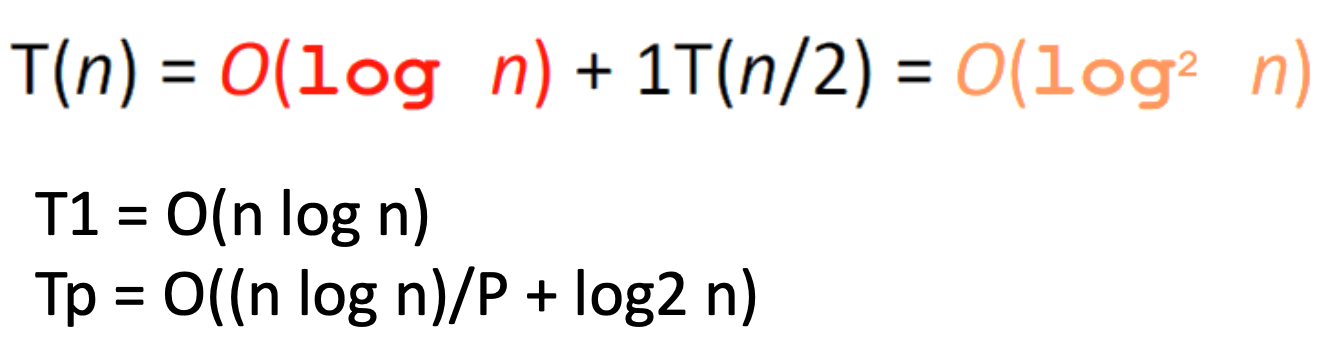 T(n) = O(log n) + 1T(n/2) = O(log² n)
T1 = O(n log n)
Tp = O((n log n)/P + log2 n)